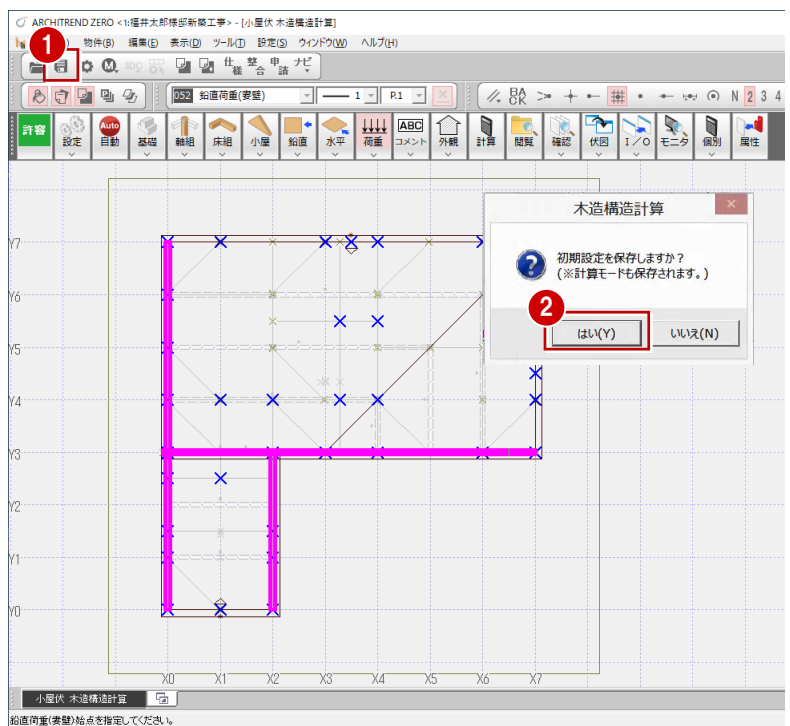 ARCHITREND ZERO <1:福井太郎様邸新築工事> - [小屋伏 木造構造計算]
物件(B) 編集(E) 表示(D) ツール(T) 設定(S) ウインドウ(W) ヘルプ(H)
1
仕様 整合 申請 ナビ
052 鉛直荷重(妻壁) 1 P.1 BACK N 2 3 4
許容 設定 Auto 自動 基礎 軸組 床組 小屋 鉛直 水平 荷重 ABC コメント 外観 計算 閲覧 確認 伏図 I/O モニタ 個別 属性
木造構造計算
初期設定を保存しますか？
(※計算モードも保存されます。)
2
はい(Y) いいえ(N)
Y7
Y6
Y5
Y4
Y3
Y2
Y1
Y0
X0 X1 X2 X3 X4 X5 X6 X7
小屋伏 木造構造計算
鉛直荷重(妻壁)始点を指定してください。